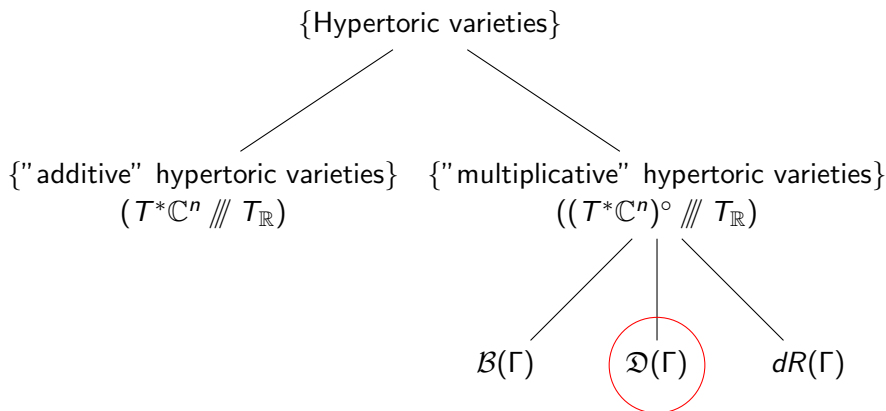 {Hypertoric varieties}
{"additive" hypertoric varieties} {"multiplicative" hypertoric varieties}
(T*ℂⁿ ⫻ T_ℝ) ((T*ℂⁿ)° ⫻ T_ℝ)
ℬ(Γ) 𝔇(Γ) dR(Γ)